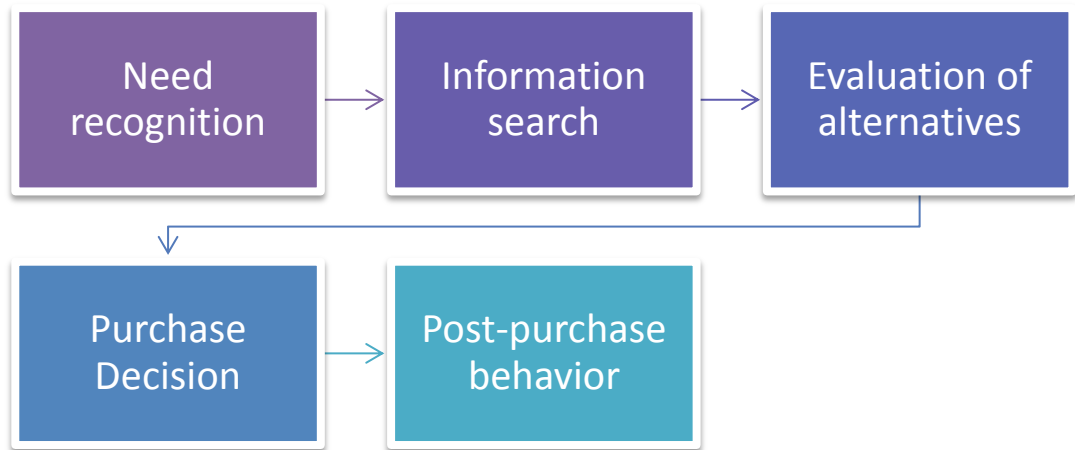 Need
recognition
Information
search
Evaluation of
alternatives
Purchase
Decision
Post-purchase
behavior